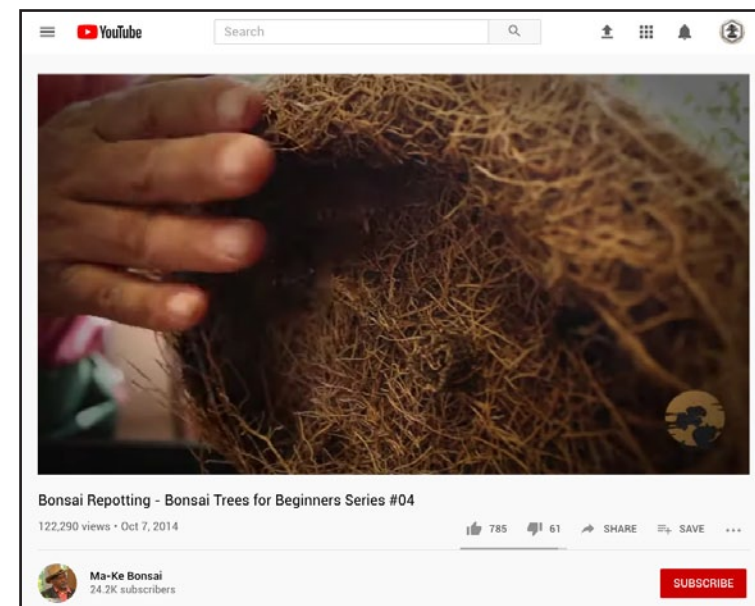 YouTube
Search
Bonsai Repotting - Bonsai Trees for Beginners Series #04
122,290 views • Oct 7, 2014
785 61 SHARE SAVE
Ma-Ke Bonsai
24.2K subscribers
SUBSCRIBE